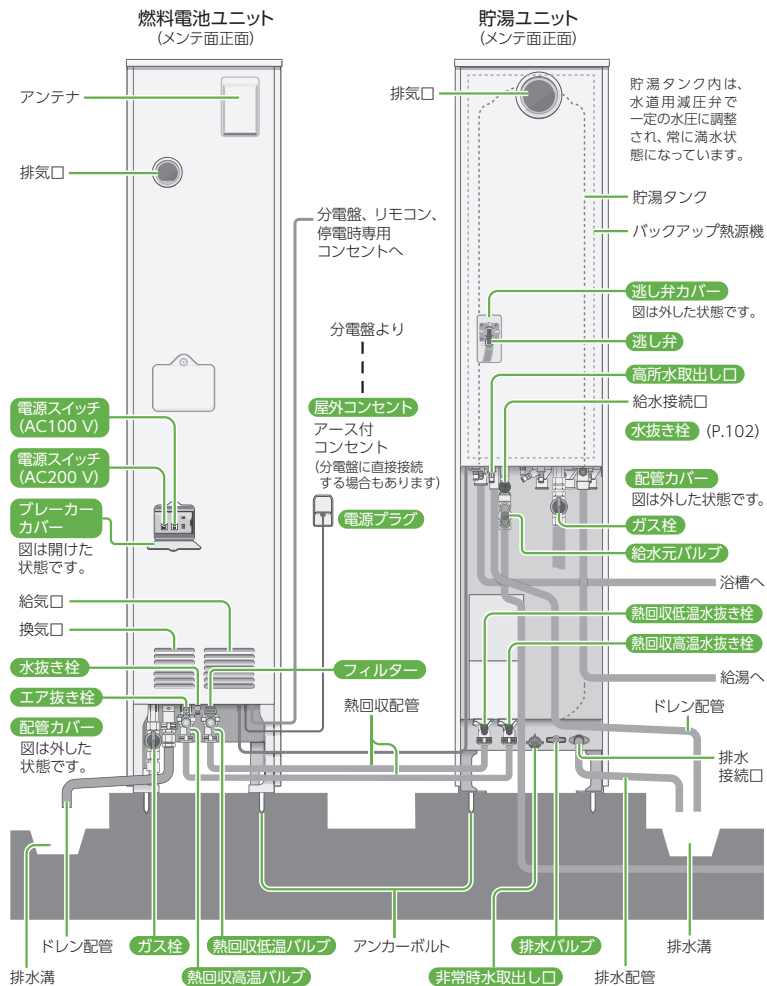 燃料電池ユニット
(メンテ面正面)
アンテナ
排気口
分電盤、リモコン、
停電時専用
コンセントへ
分電盤より
屋外コンセント
アース付
コンセント
(分電盤に直接接続
する場合もあります)
電源プラグ
電源スイッチ
(AC100 V)
電源スイッチ
(AC200 V)
ブレーカー
カバー
図は開けた
状態です。
給気口
換気口
水抜き栓
エア抜き栓
配管カバー
図は外した
状態です。
フィルター
熱回収配管
貯湯ユニット
(メンテ面正面)
排気口
貯湯タンク内は、
水道用減圧弁で
一定の水圧に調整
され、常に満水状
態になっています。
貯湯タンク
バックアップ熱源機
逃し弁カバー
図は外した状態です。
逃し弁
高所水取出し口
給水接続口
水抜き栓 (P.102)
配管カバー
図は外した状態です。
ガス栓
給水元バルブ
浴槽へ
熱回収低温水抜き栓
熱回収高温水抜き栓
給湯へ
ドレン配管
排水
接続口
ドレン配管
ガス栓
熱回収低温バルブ
アンカーボルト
排水バルブ
排水溝
排水溝
熱回収高温バルブ
非常時水取出し口
排水配管